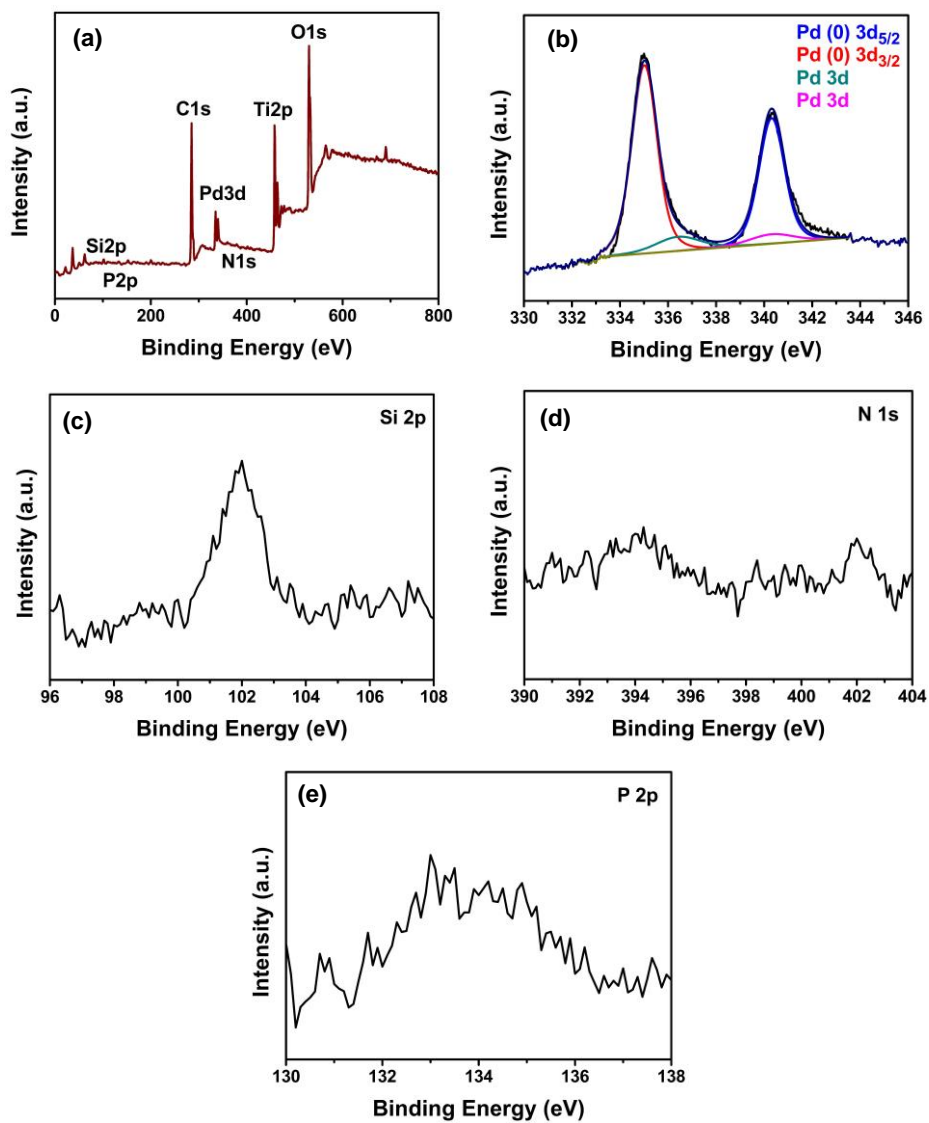 (a)
O1s
C1s
Ti2p
Pd3d
Si2p
N1s
P2p
0 200 400 600 800
Binding Energy (eV)
Intensity (a.u.)
(b)
Pd (0) 3d5/2
Pd (0) 3d3/2
Pd 3d
Pd 3d
330 332 334 336 338 340 342 344 346
Binding Energy (eV)
Intensity (a.u.)
(c)
Si 2p
96 98 100 102 104 106 108
Binding Energy (eV)
Intensity (a.u.)
(d)
N 1s
390 392 394 396 398 400 402 404
Binding Energy (eV)
Intensity (a.u.)
(e)
P 2p
130 132 134 136 138
Binding Energy (eV)
Intensity (a.u.)